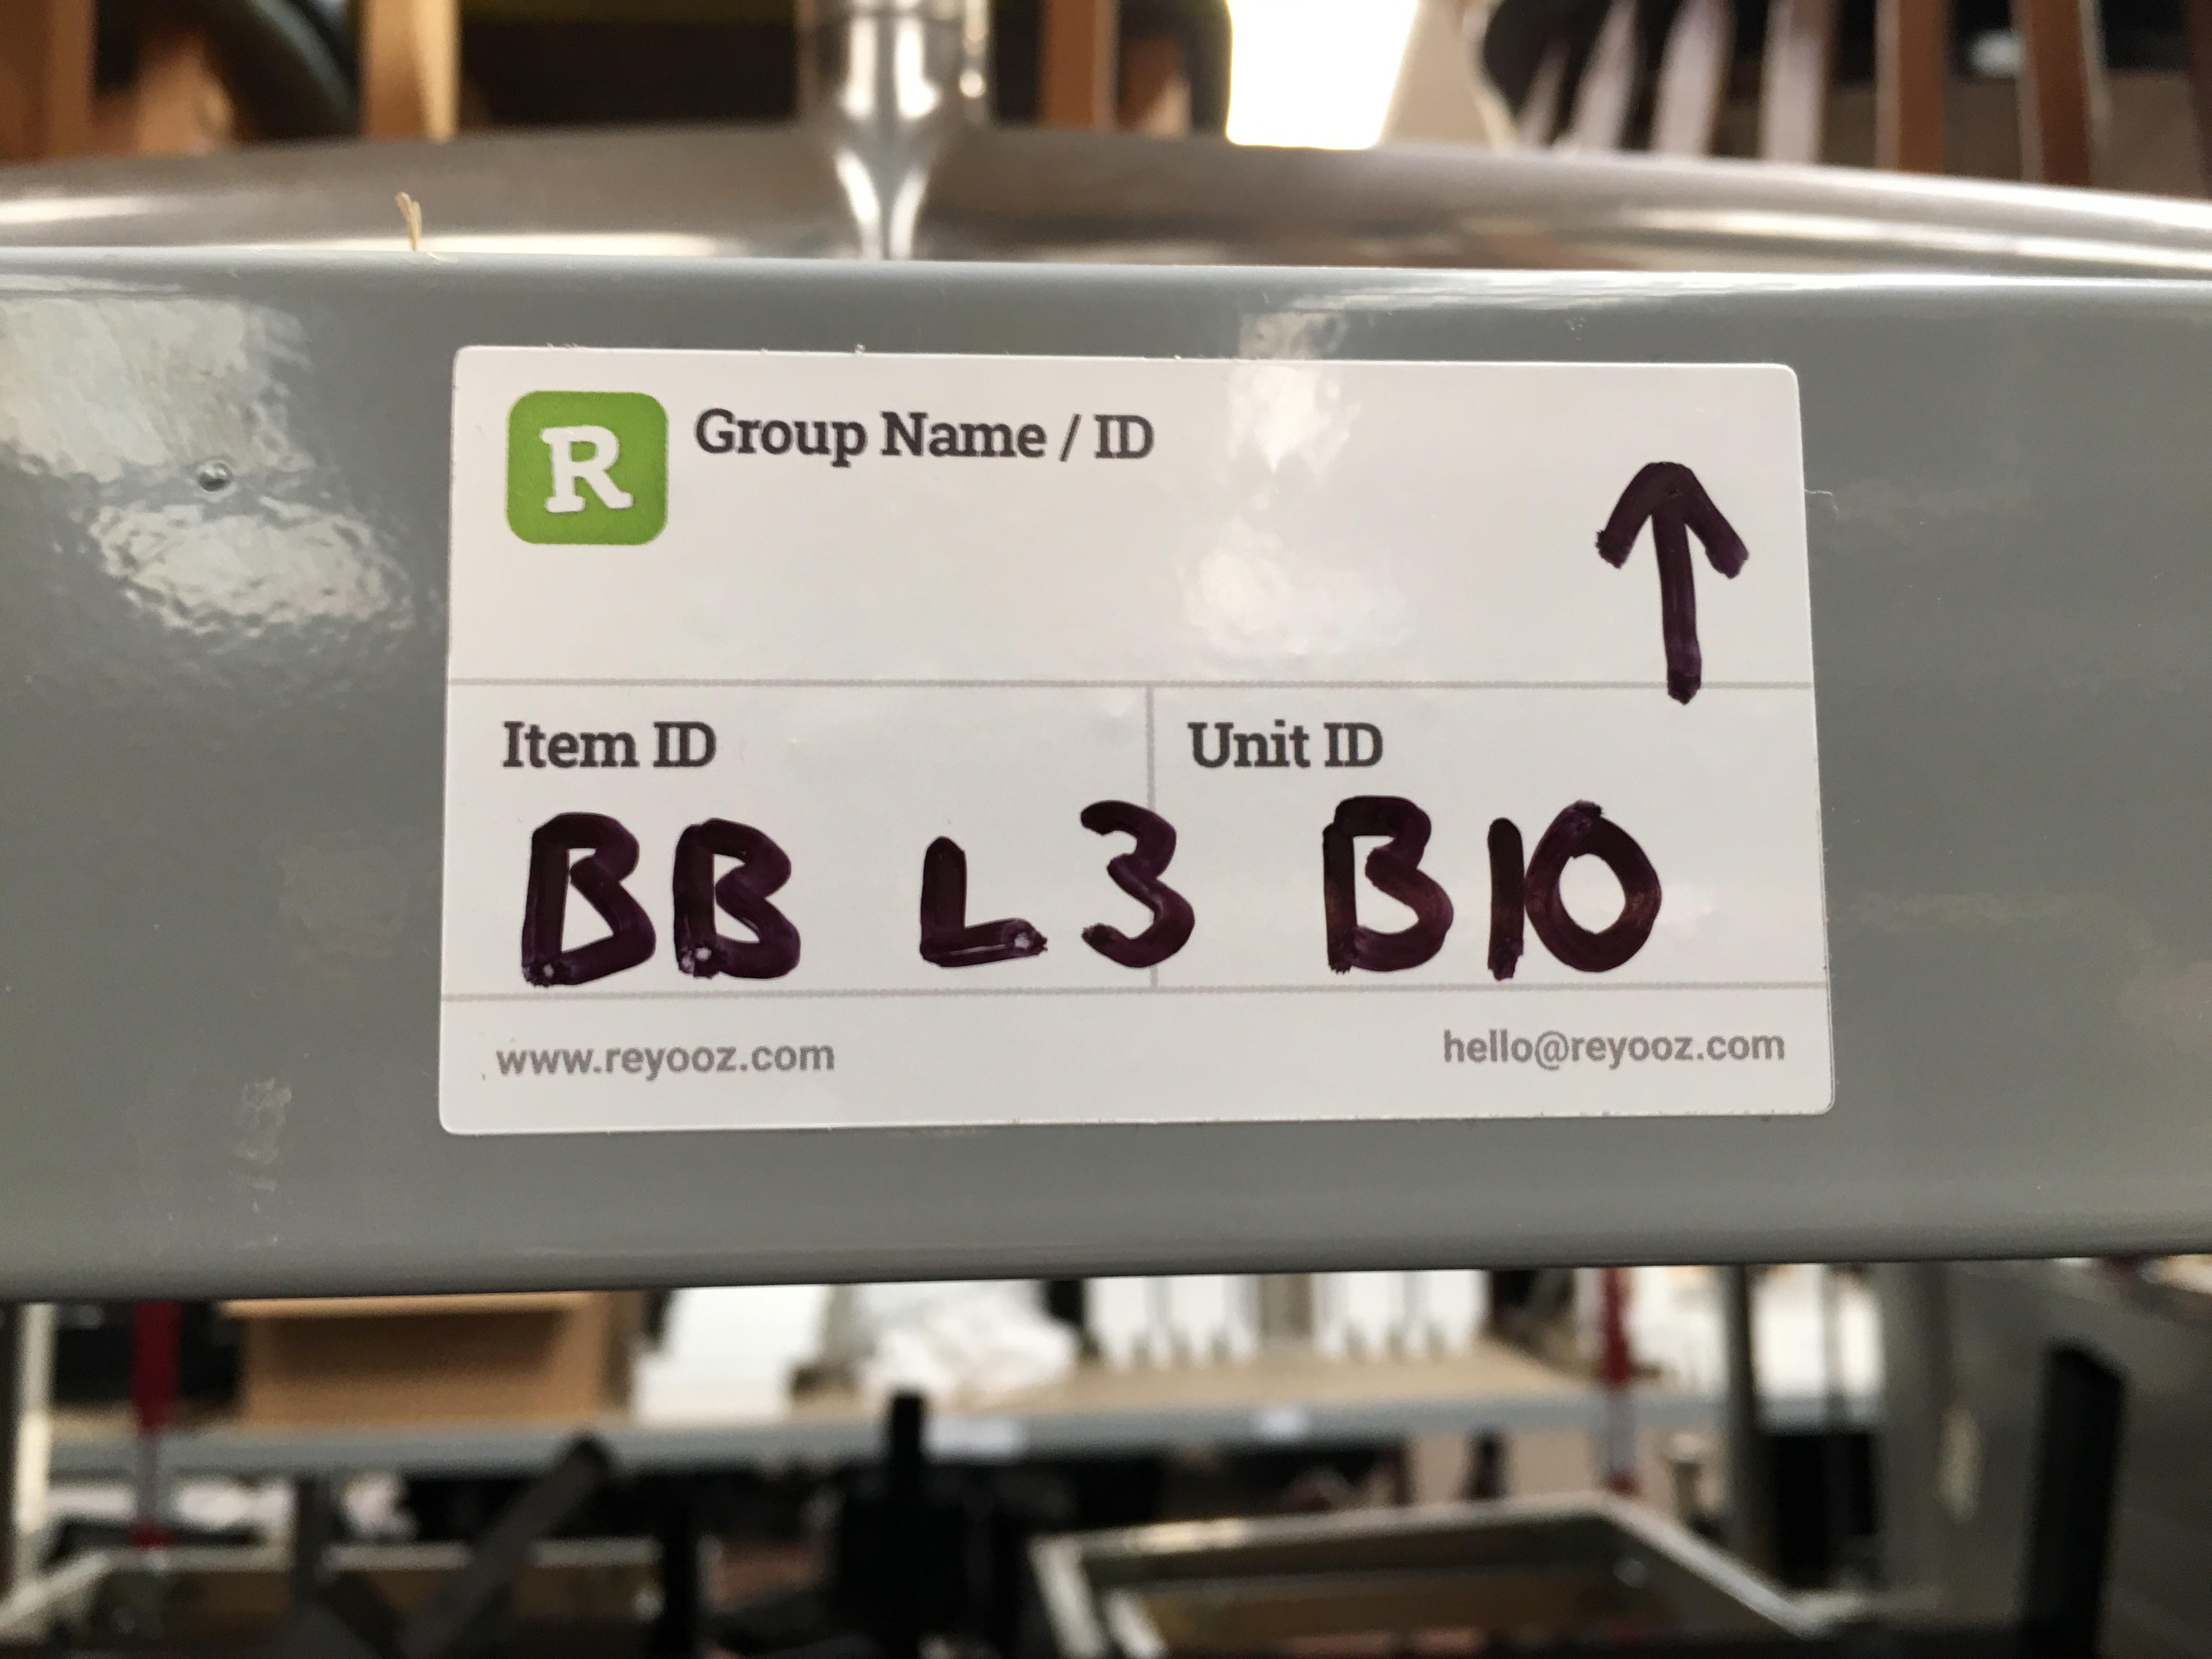 R
Group Name / ID
↑
Item ID
Unit ID
BB L3 B10
www.reyooz.com
hello@reyooz.com